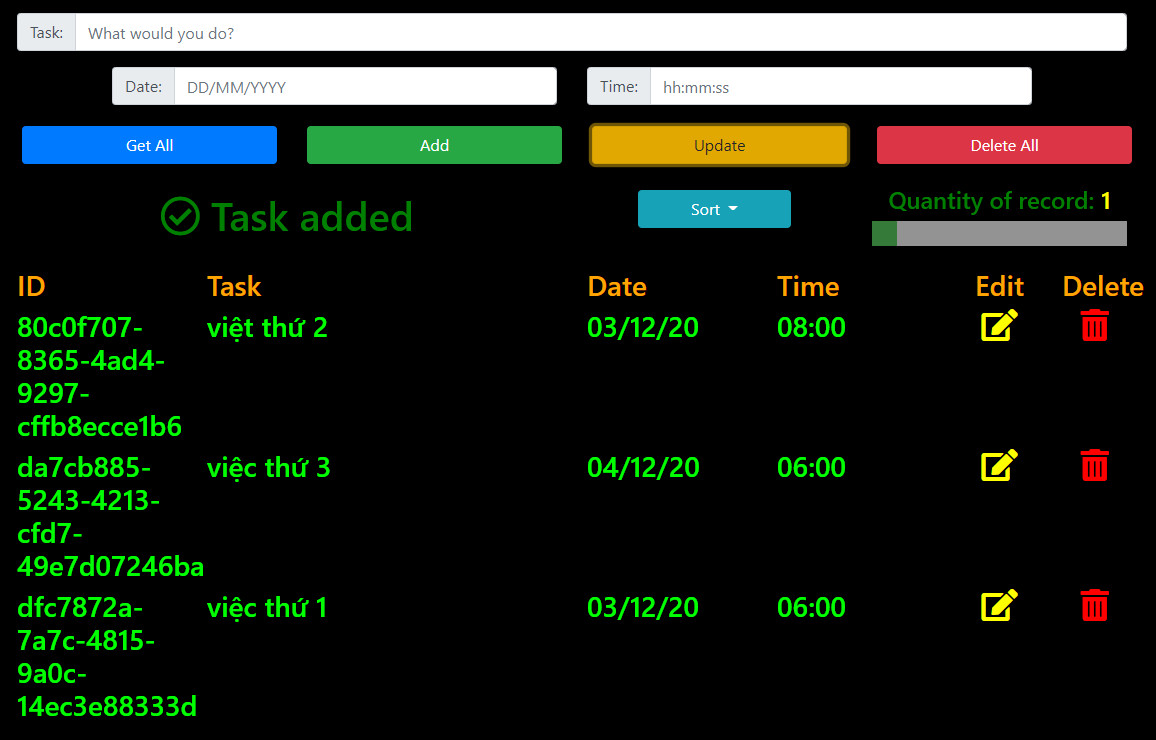 Task: What would you do?
Date: DD/MM/YYYY Time: hh:mm:ss
Get All Add Update Delete All
Task added Sort Quantity of record: 1
ID Task Date Time Edit Delete
80c0f707- việt thứ 2 03/12/20 08:00
8365-4ad4-
9297-
cffb8ecce1b6
da7cb885- việc thứ 3 04/12/20 06:00
5243-4213-
cfd7-
49e7d07246ba
dfc7872a- việc thứ 1 03/12/20 06:00
7a7c-4815-
9a0c-
14ec3e88333d